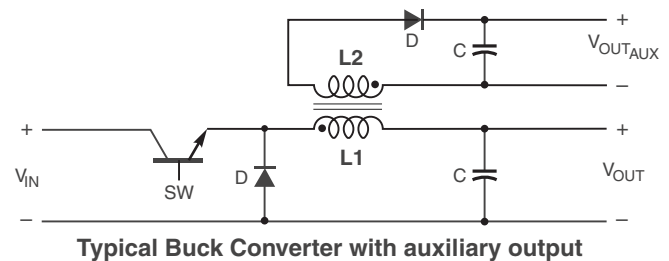 +
D
C
V_OUT_AUX
L2
–
+
+
L1
V_IN
D
C
V_OUT
SW
–
–
Typical Buck Converter with auxiliary output